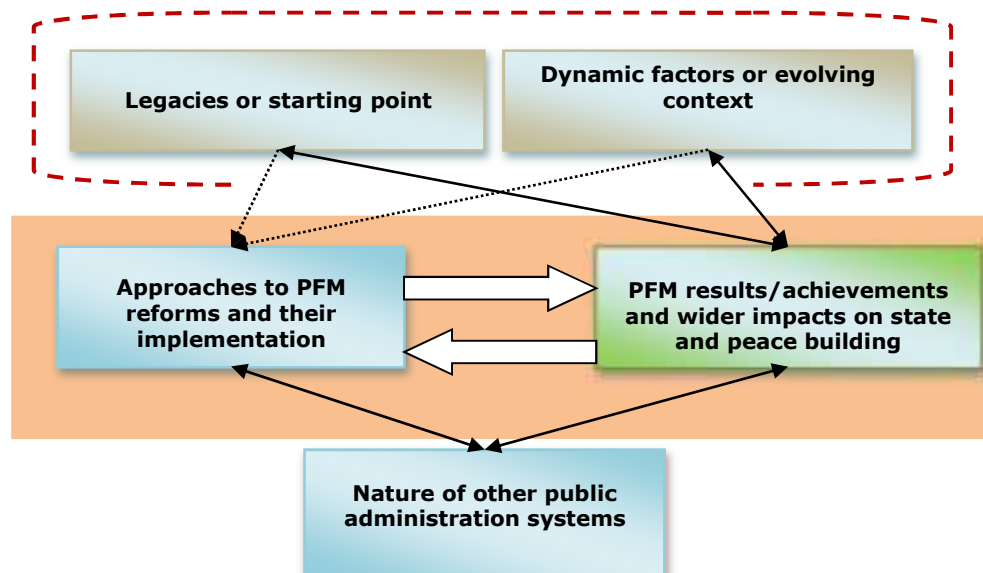 Legacies or starting point
Dynamic factors or evolving
context
Approaches to PFM
reforms and their
implementation
PFM results/achievements
and wider impacts on state
and peace building
Nature of other public
administration systems